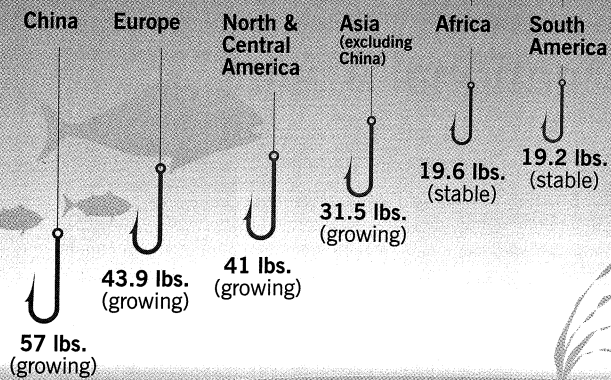 China
57 lbs.
(growing)
Europe
43.9 lbs.
(growing)
North &
Central
America
41 lbs.
(growing)
Asia
(excluding
China)
31.5 lbs.
(growing)
Africa
19.6 lbs.
(stable)
South
America
19.2 lbs.
(stable)